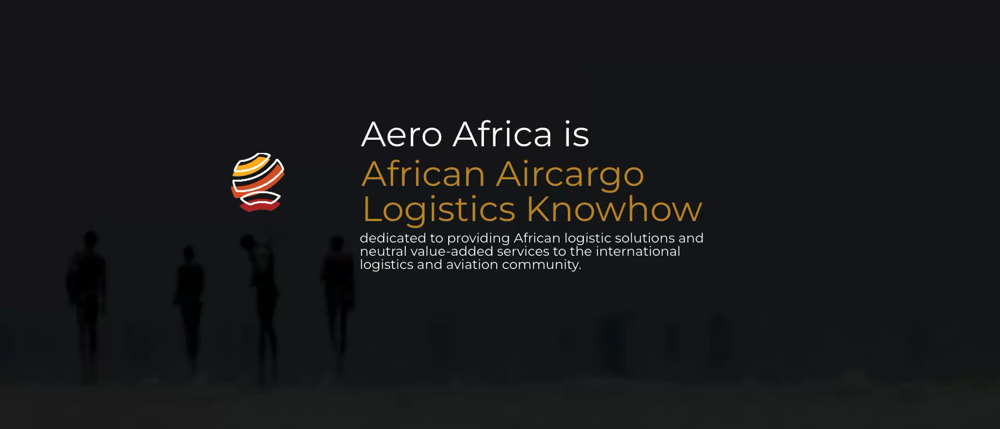 Aero Africa is
African Aircargo
Logistics Knowhow
dedicated to providing African logistic solutions and
neutral value-added services to the international
logistics and aviation community.